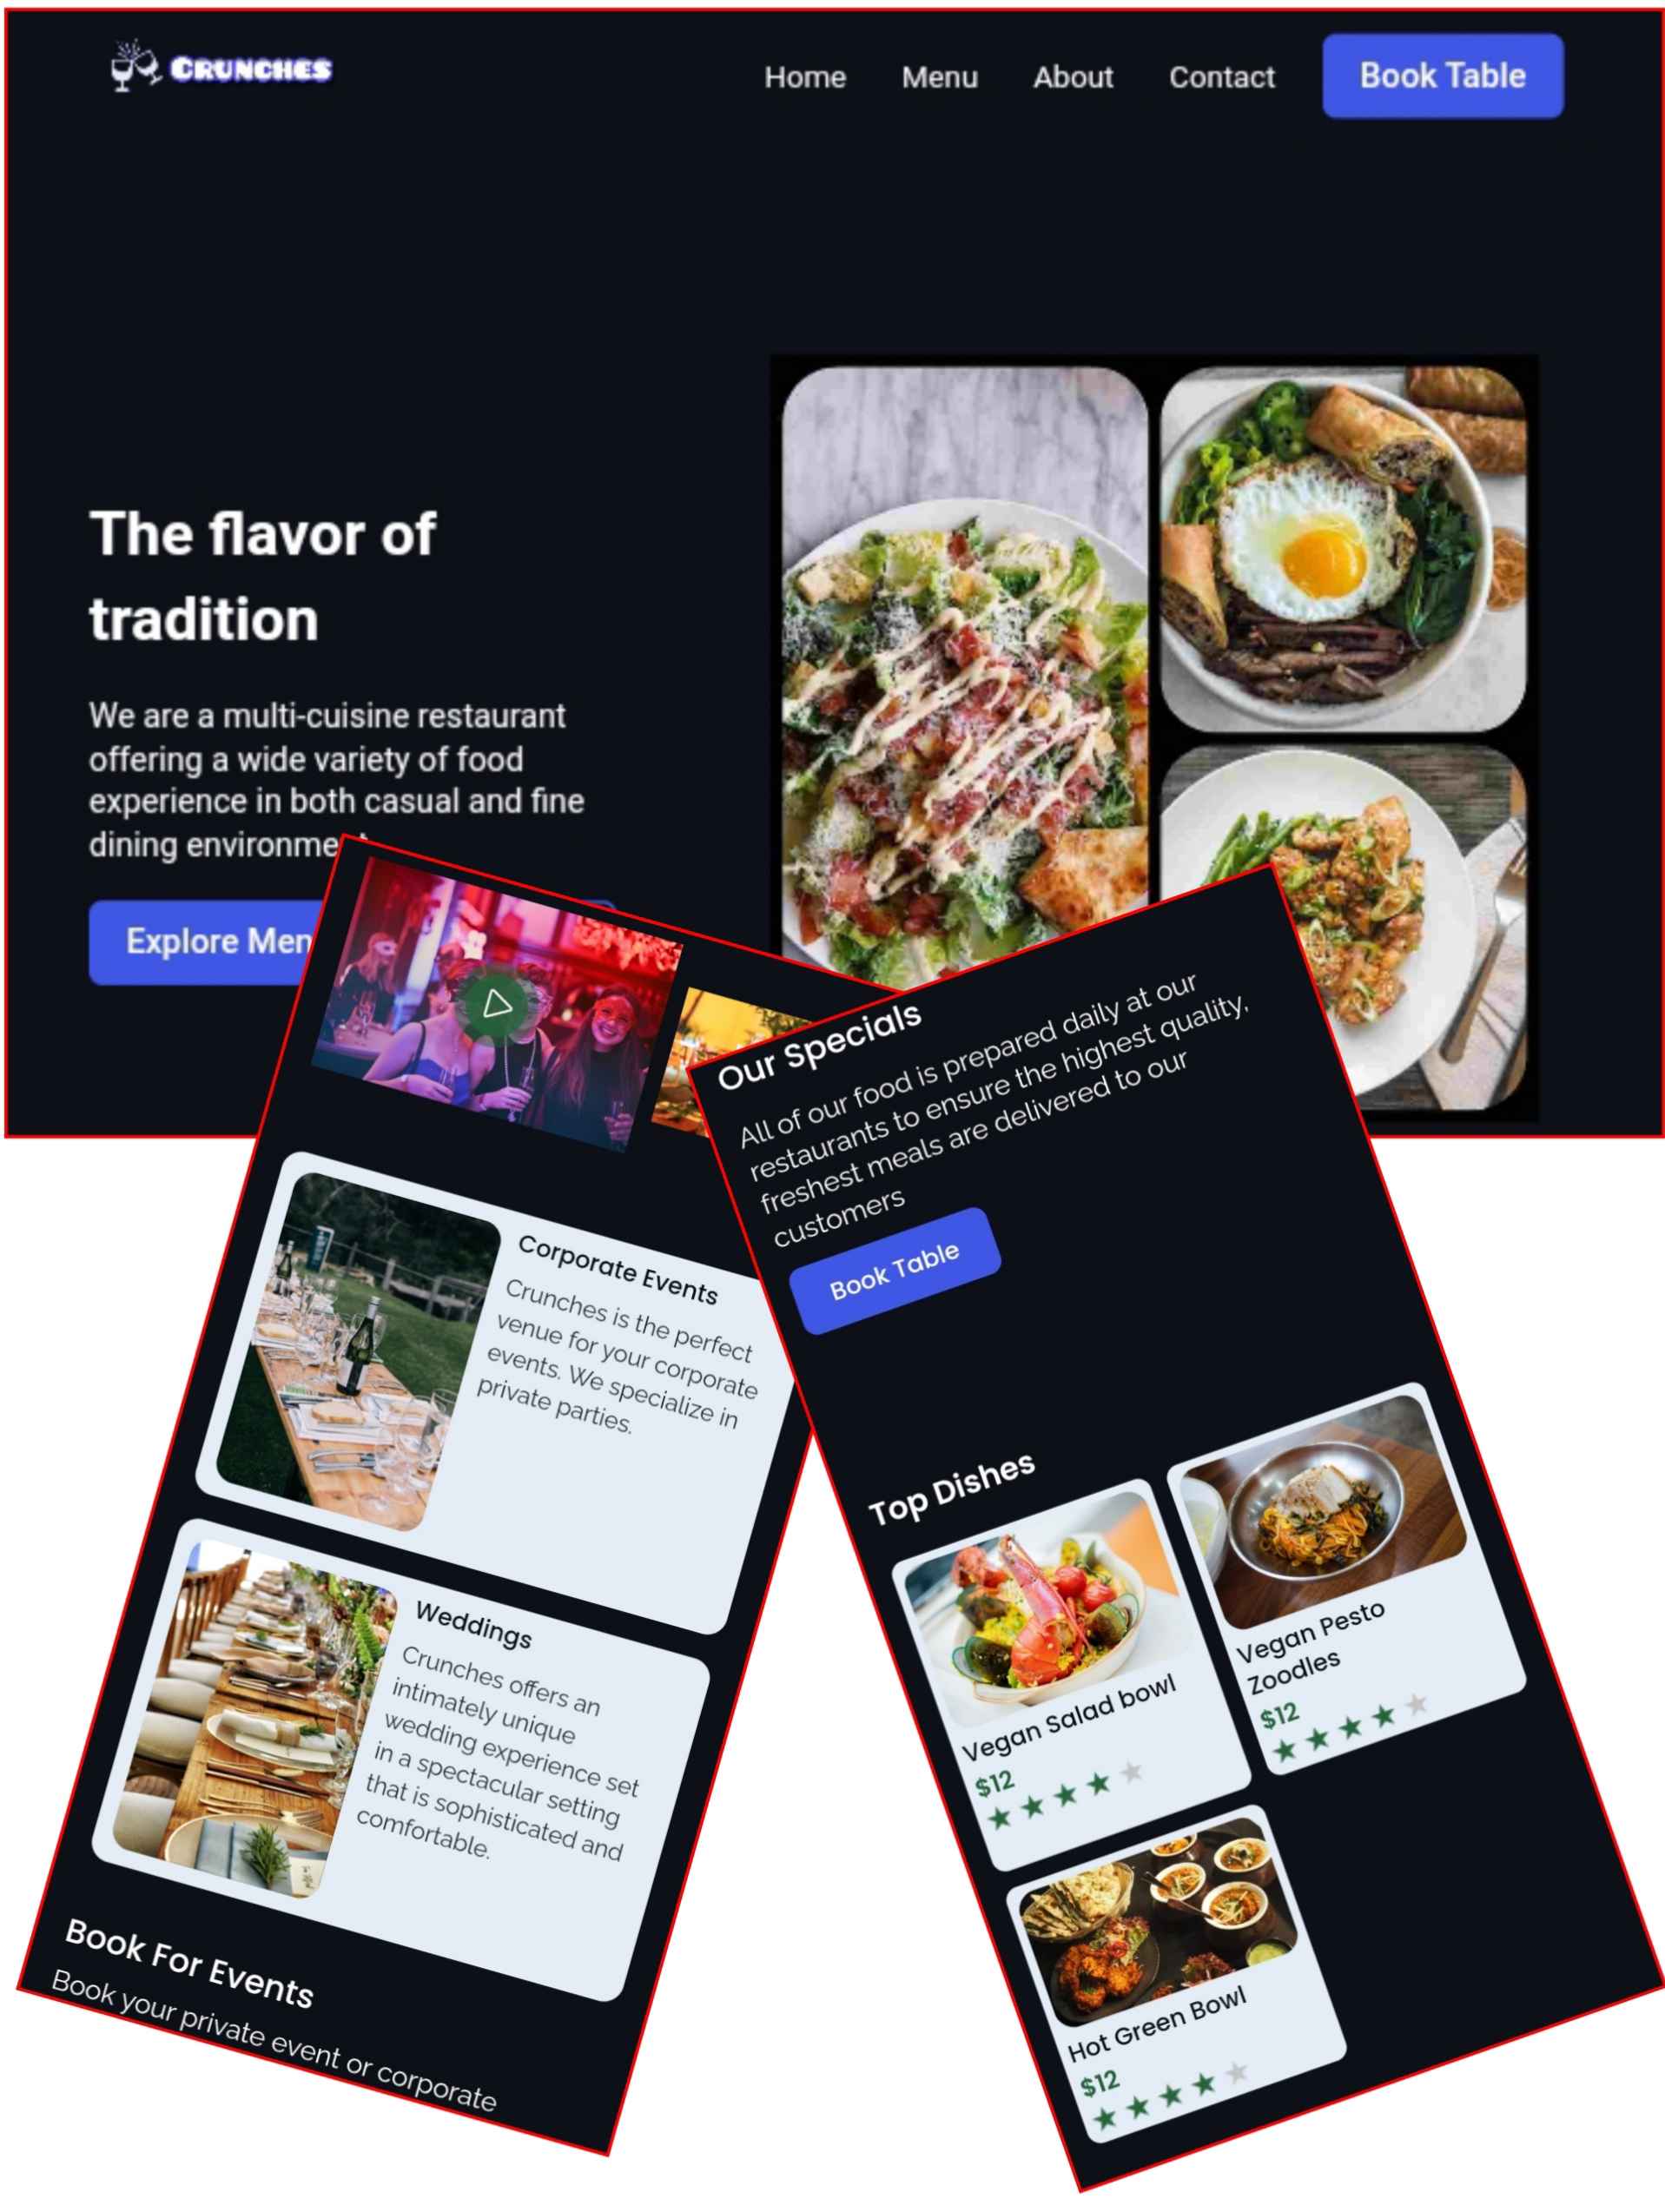 CRUNCHES
Home Menu About Contact Book Table
The flavor of
tradition
We are a multi-cuisine restaurant
offering a wide variety of food
experience in both casual and fine
dining
Explore
Corporate Events
Crunches is the perfect
venue for your corporate
events. We specialize in
private parties.
Weddings
Crunches offers an
intimately unique
wedding experience set
in a spectacular setting
that is sophisticated and
comfortable.
Book For Events
Book your private event or corporate
Our Specials
All of our food is prepared daily at our
restaurants to ensure the highest quality,
freshest meals are delivered to our
customers
Book Table
Top Dishes
Vegan Salad bowl
$12
Vegan Pesto
Zoodles
$12
Hot Green Bowl
$12